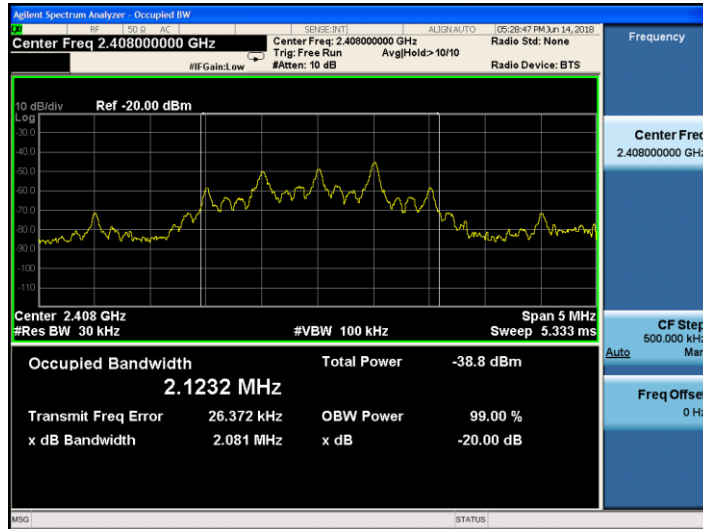 Agilent Spectrum Analyzer - Occupied BW
RF 50 Ω AC SENSE:INT ALIGN AUTO 05:28:47 PM Jun 14, 2018
Center Freq 2.408000000 GHz
Center Freq: 2.408000000 GHz Radio Std: None
Trig: Free Run Avg|Hold:>10/10
#IFGain:Low #Atten: 10 dB Radio Device: BTS
10 dB/div Ref -20.00 dBm
Log
-30.0
-40.0
-50.0
-60.0
-70.0
-80.0
-90.0
-100
-110
Center 2.408 GHz Span 5 MHz
#Res BW 30 kHz #VBW 100 kHz Sweep 5.333 ms
Occupied Bandwidth Total Power -38.8 dBm
2.1232 MHz
Transmit Freq Error 26.372 kHz OBW Power 99.00 %
x dB Bandwidth 2.081 MHz x dB -20.00 dB
MSG STATUS
Frequency
Center Freq
2.408000000 GHz
CF Step
500.000 kHz
Auto Man
Freq Offset
0 Hz